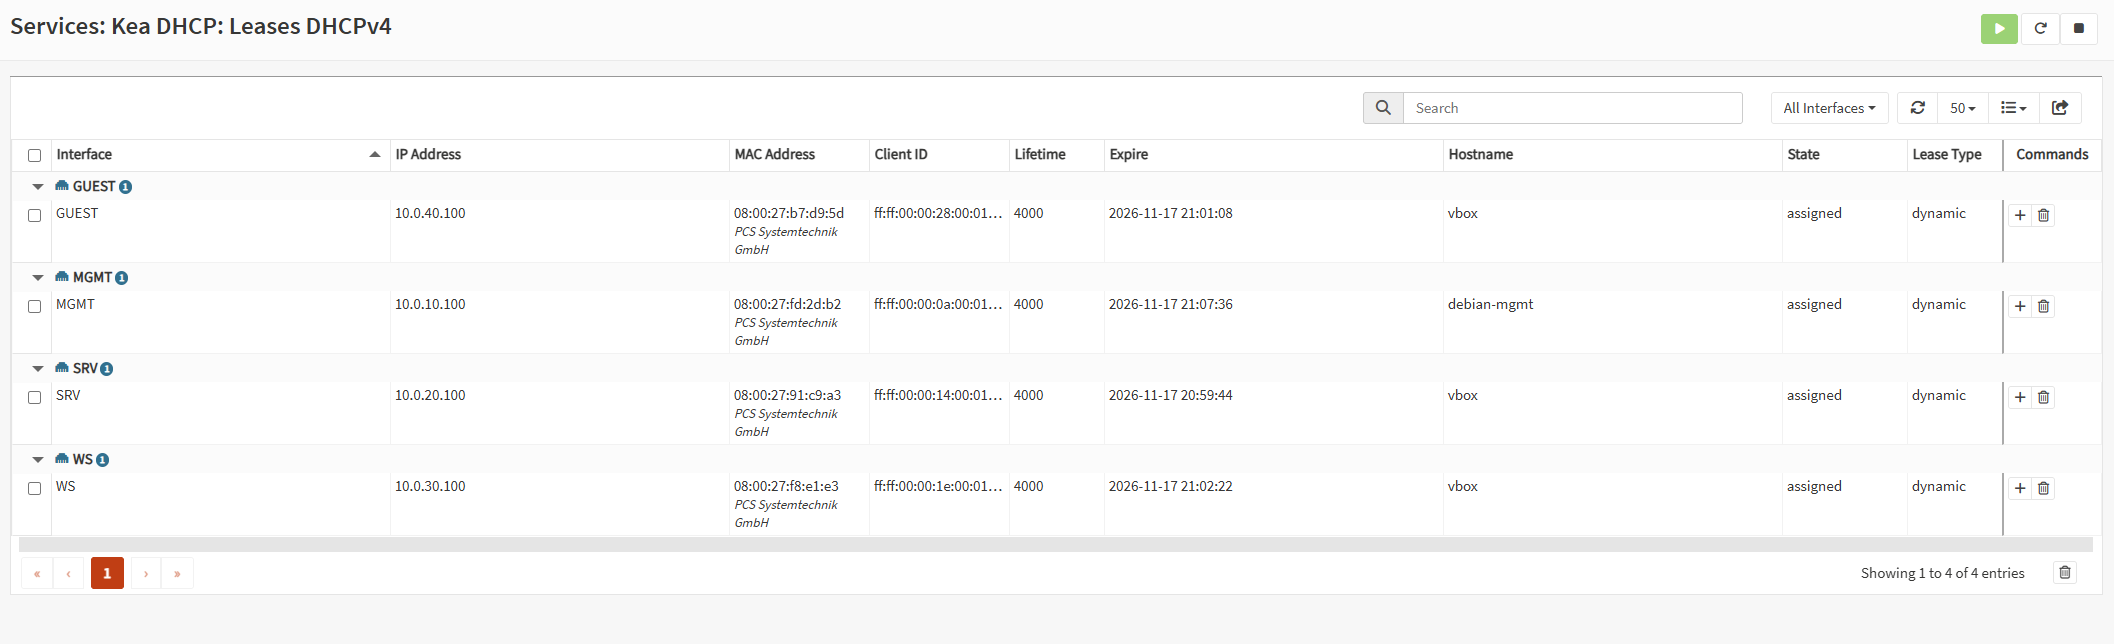 Services: Kea DHCP: Leases DHCPv4
Search
All Interfaces
50
Interface IP Address MAC Address Client ID Lifetime Expire Hostname State Lease Type Commands
GUEST 1
GUEST 10.0.40.100 08:00:27:b7:d9:5d ff:ff:00:00:28:00:01... 4000 2026-11-17 21:01:08 vbox assigned dynamic
PCS Systemtechnik
GmbH
MGMT 1
MGMT 10.0.10.100 08:00:27:fd:2d:b2 ff:ff:00:00:0a:00:01... 4000 2026-11-17 21:07:36 debian-mgmt assigned dynamic
PCS Systemtechnik
GmbH
SRV 1
SRV 10.0.20.100 08:00:27:91:c9:a3 ff:ff:00:00:14:00:01... 4000 2026-11-17 20:59:44 vbox assigned dynamic
PCS Systemtechnik
GmbH
WS 1
WS 10.0.30.100 08:00:27:f8:e1:e3 ff:ff:00:00:1e:00:01... 4000 2026-11-17 21:02:22 vbox assigned dynamic
PCS Systemtechnik
GmbH
« ‹ 1 › »
Showing 1 to 4 of 4 entries